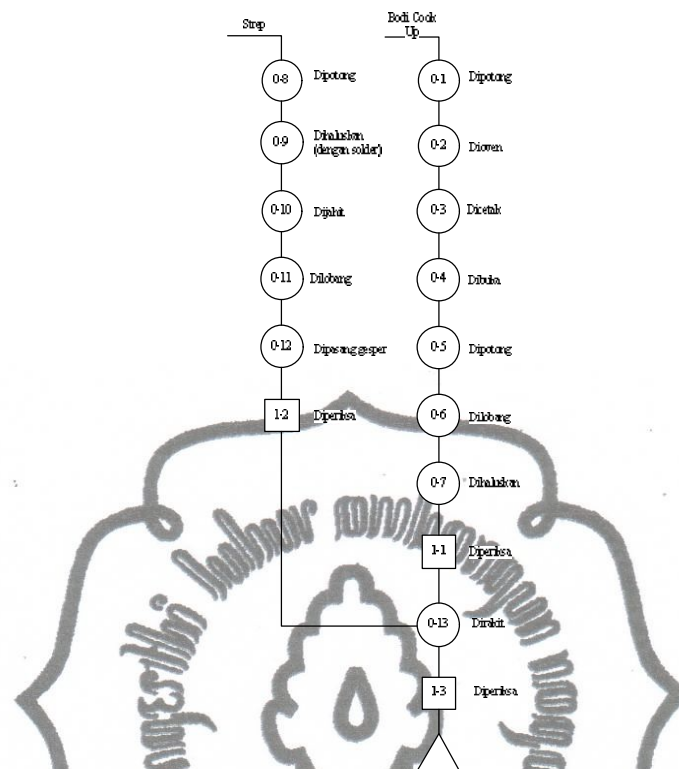 Strep
Bodi Cook
Up
0-8 Dipotong
0-9 Dihaluskan
(dengan solder)
0-10 Dijahit
0-11 Dilobang
0-12 Dipasang gesper
1-2 Diperiksa
0-1 Dipotong
0-2 Dioven
0-3 Dicetak
0-4 Dibuka
0-5 Dipotong
0-6 Dilobang
0-7 Dihaluskan
1-1 Diperiksa
0-13 Dirakit
1-3 Diperiksa